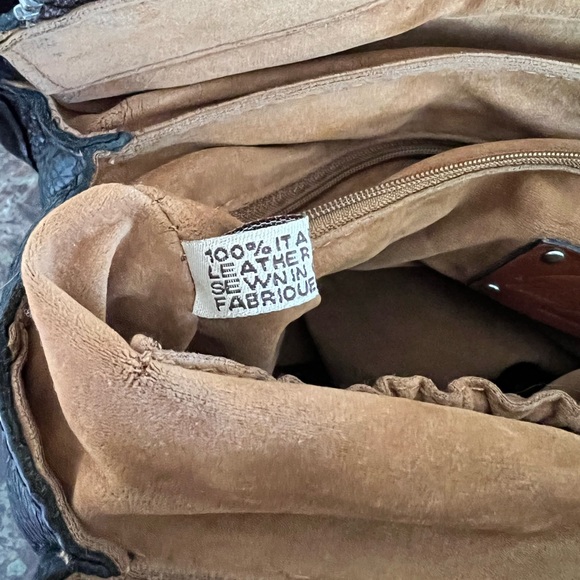 100% ITA
LEATHER
SEWN IN
FABRIQUE